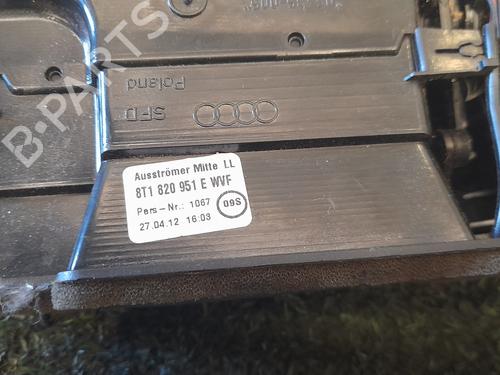 Poland
SFD
Ausströmer Mitte LL
8T1 820 951 E WVF
Pers-Nr.: 1067
09S
27.04.12 16:03
B-PARTS